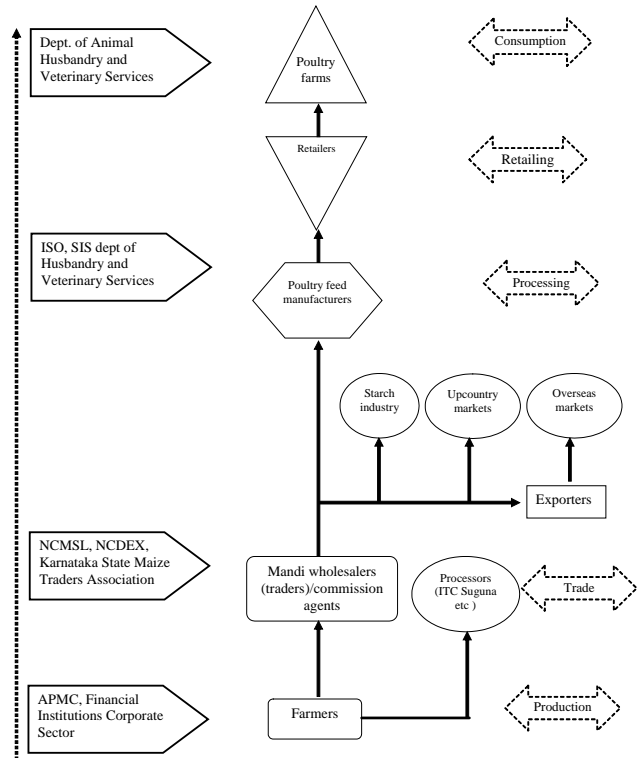 Dept. of Animal
Husbandry and
Veterinary Services
Poultry
farms
Consumption
Retailers
Retailing
ISO, SIS dept of
Husbandry and
Veterinary Services
Poultry feed
manufacturers
Processing
Starch
industry
Upcountry
markets
Overseas
markets
Exporters
NCMSL, NCDEX,
Karnataka State Maize
Traders Association
Mandi wholesalers
(traders)/commission
agents
Processors
(ITC Suguna
etc )
Trade
APMC, Financial
Institutions Corporate
Sector
Farmers
Production